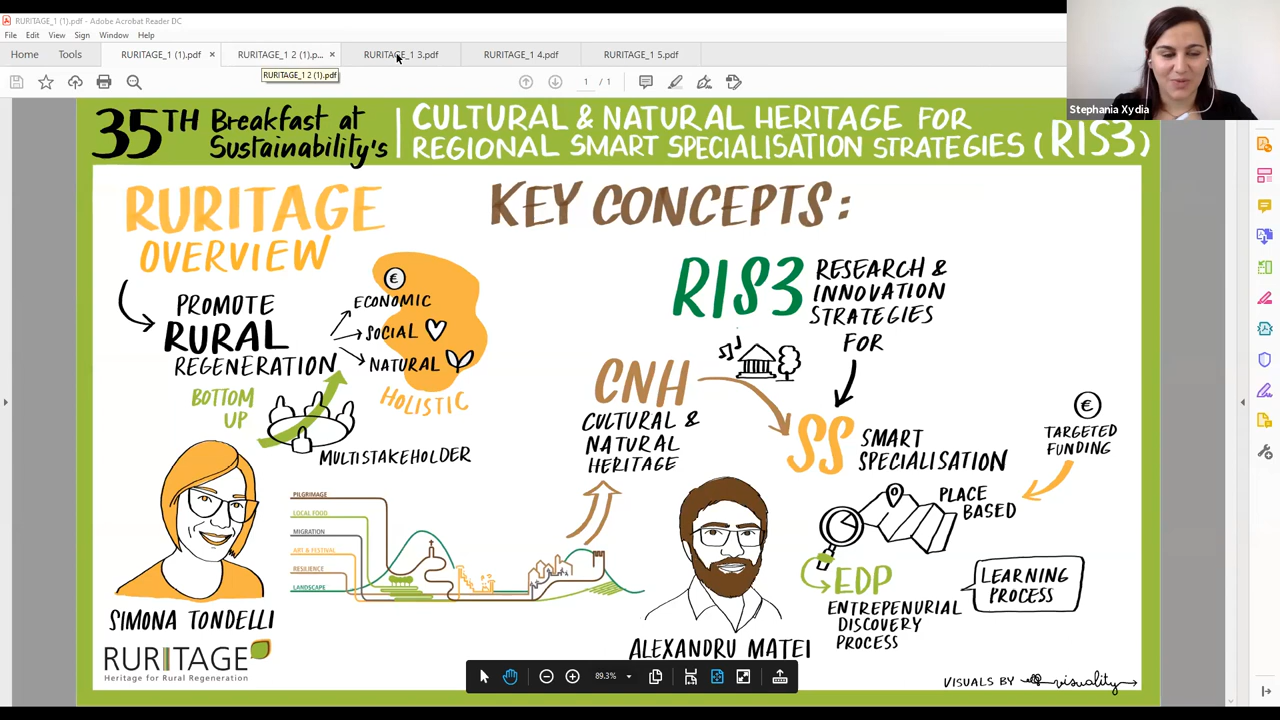 RURITAGE_1 (1).pdf - Adobe Acrobat Reader DC
File Edit View Sign Window Help
Home Tools RURITAGE_1 (1).pdf × RURITAGE_1 2 (1).p... × RURITAGE_1 3.pdf RURITAGE_1 4.pdf RURITAGE_1 5.pdf
RURITAGE_1 2 (1).pdf
1 / 1
Stephania Xydia
35TH Breakfast at
Sustainability's
CULTURAL & NATURAL HERITAGE FOR
REGIONAL SMART SPECIALISATION STRATEGIES (RIS3)
RURITAGE
OVERVIEW
PROMOTE
RURAL
REGENERATION
€
ECONOMIC
SOCIAL
NATURAL
HOLISTIC
BOTTOM
UP
MULTISTAKEHOLDER
PILGRIMAGE
LOCAL FOOD
MIGRATION
ART & FESTIVAL
RESILIENCE
LANDSCAPE
SIMONA TONDELLI
RURITAGE
Heritage for Rural Regeneration
KEY CONCEPTS:
RIS3 RESEARCH &
INNOVATION
STRATEGIES
FOR
CNH
CULTURAL &
NATURAL
HERITAGE
SS SMART
SPECIALISATION
€
TARGETED
FUNDING
PLACE
BASED
EDP
ENTREPENURIAL
DISCOVERY
PROCESS
LEARNING
PROCESS
ALEXANDRU MATEI
89.3%
VISUALS BY visuality